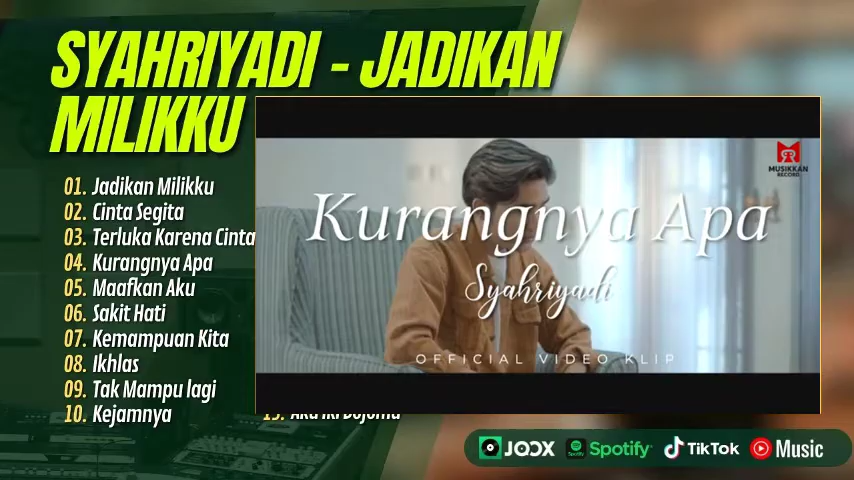 SYAHRIYADI - JADIKAN
MILIKKU
01. Jadikan Milikku
02. Cinta Segita
03. Terluka Karena Cinta
04. Kurangnya Apa
05. Maafkan Aku
06. Sakit Hati
07. Kemampuan Kita
08. Ikhlas
09. Tak Mampu lagi
10. Kejamnya
MUSIKKAN
RECORD
Kurangnya Apa
Syahriyadi
OFFICIAL VIDEO KLIP
JOOX Spotify TikTok Music